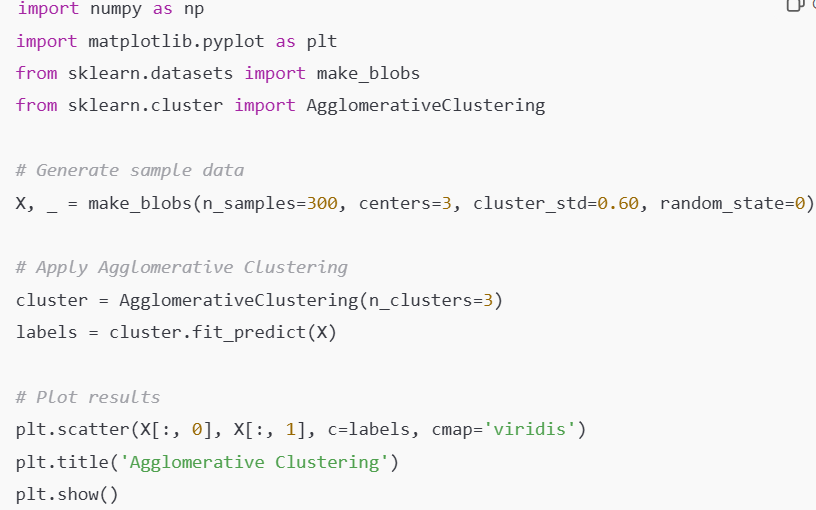 import numpy as np
import matplotlib.pyplot as plt
from sklearn.datasets import make_blobs
from sklearn.cluster import AgglomerativeClustering
# Generate sample data
X, _ = make_blobs(n_samples=300, centers=3, cluster_std=0.60, random_state=0)
# Apply Agglomerative Clustering
cluster = AgglomerativeClustering(n_clusters=3)
labels = cluster.fit_predict(X)
# Plot results
plt.scatter(X[:, 0], X[:, 1], c=labels, cmap='viridis')
plt.title('Agglomerative Clustering')
plt.show()